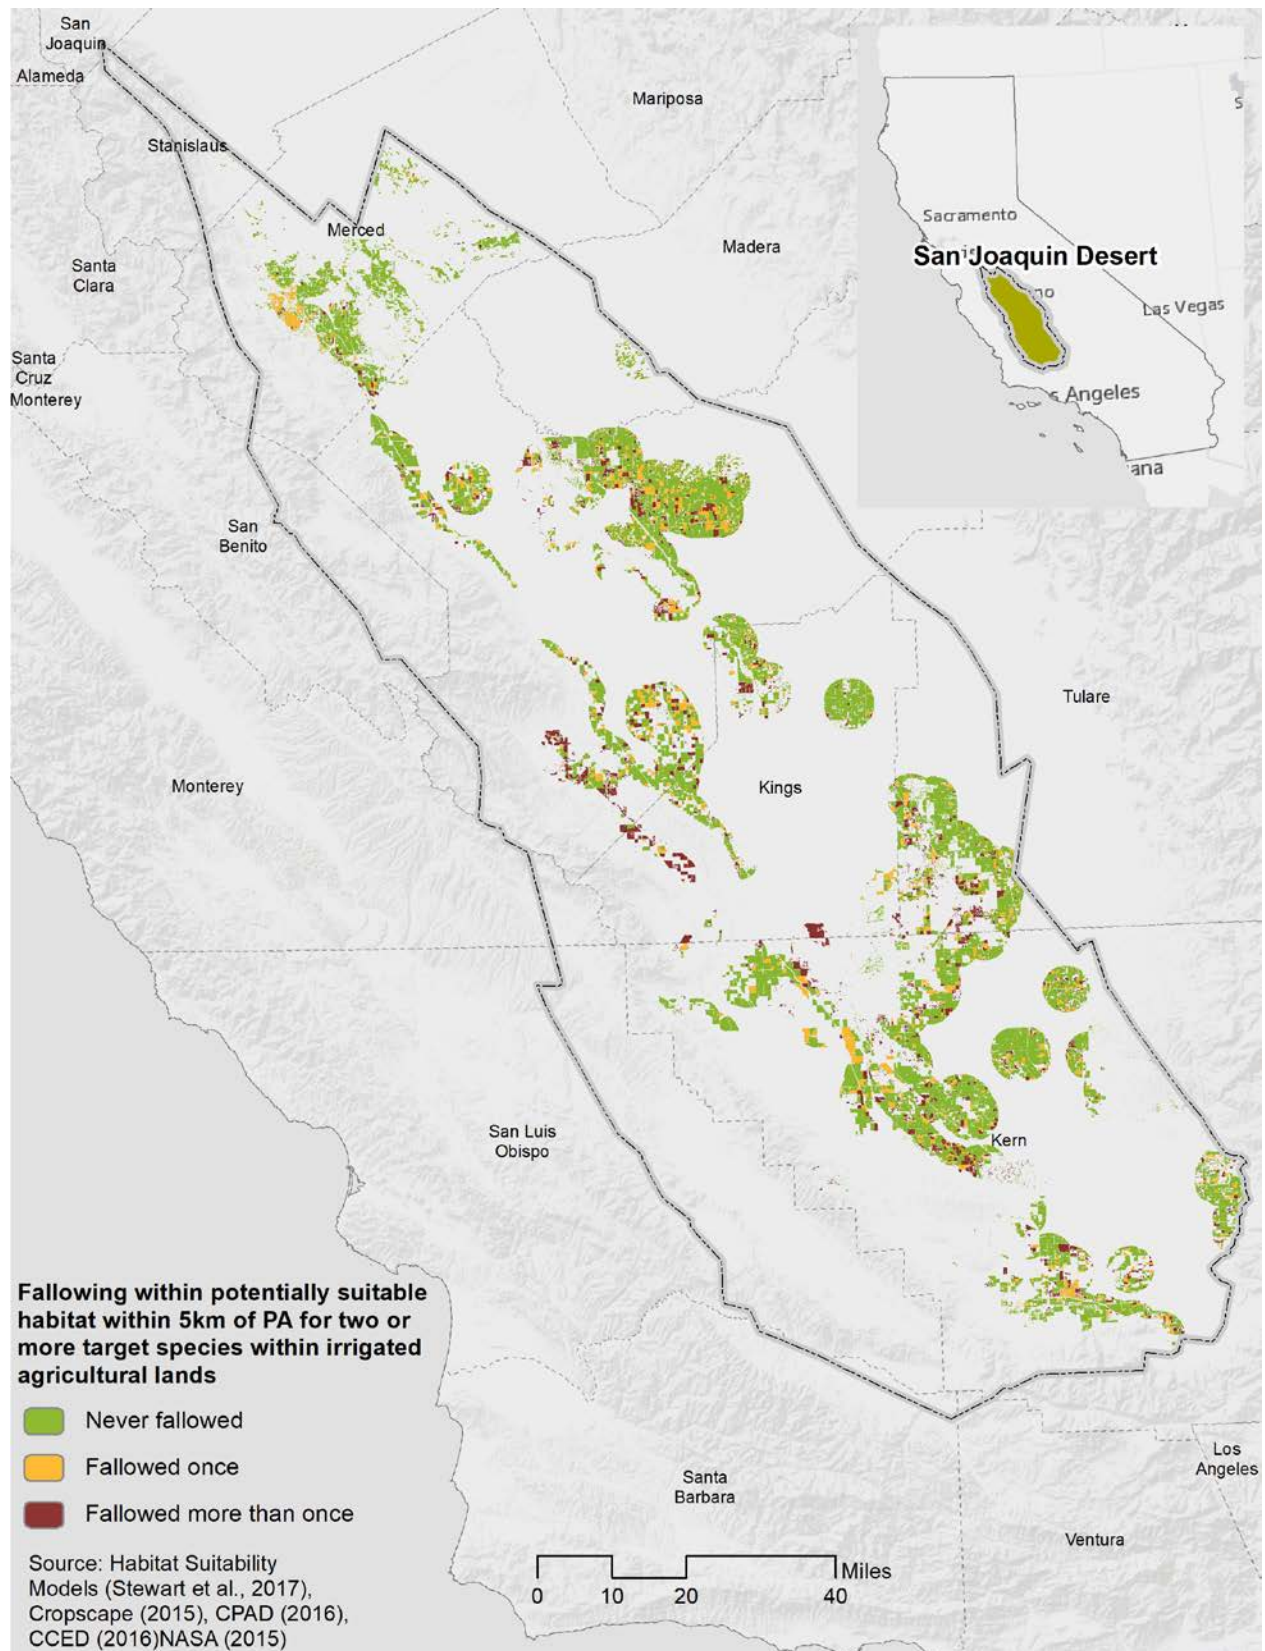 San
Joaquin
Alameda
Mariposa
Stanislaus
Merced
Madera
Santa
Clara
Santa
Cruz
Monterey
San
Benito
Tulare
Monterey
Kings
San Luis
Obispo
Kern
Santa
Barbara
Los
Angeles
Ventura
S
Sacramento
San Joaquin Desert
no
Las Vegas
s Angeles
ana
Fallowing within potentially suitable
habitat within 5km of PA for two or
more target species within irrigated
agricultural lands
Never fallowed
Fallowed once
Fallowed more than once
Source: Habitat Suitability
Models (Stewart et al., 2017),
Cropscape (2015), CPAD (2016),
CCED (2016)NASA (2015)
Miles
0 10 20 40